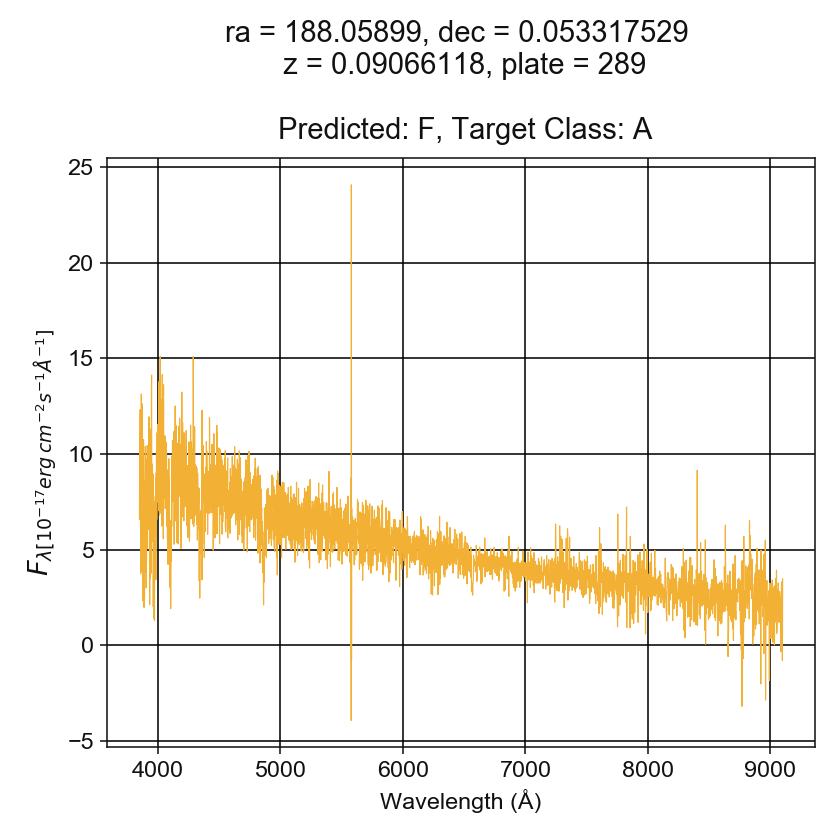 ra = 188.05899, dec = 0.053317529
z = 0.09066118, plate = 289
Predicted: F, Target Class: A
25
20
15
10
5
0
−5
Fλ[10⁻¹⁷erg cm⁻²s⁻¹Å⁻¹]
4000 5000 6000 7000 8000 9000
Wavelength (Å)